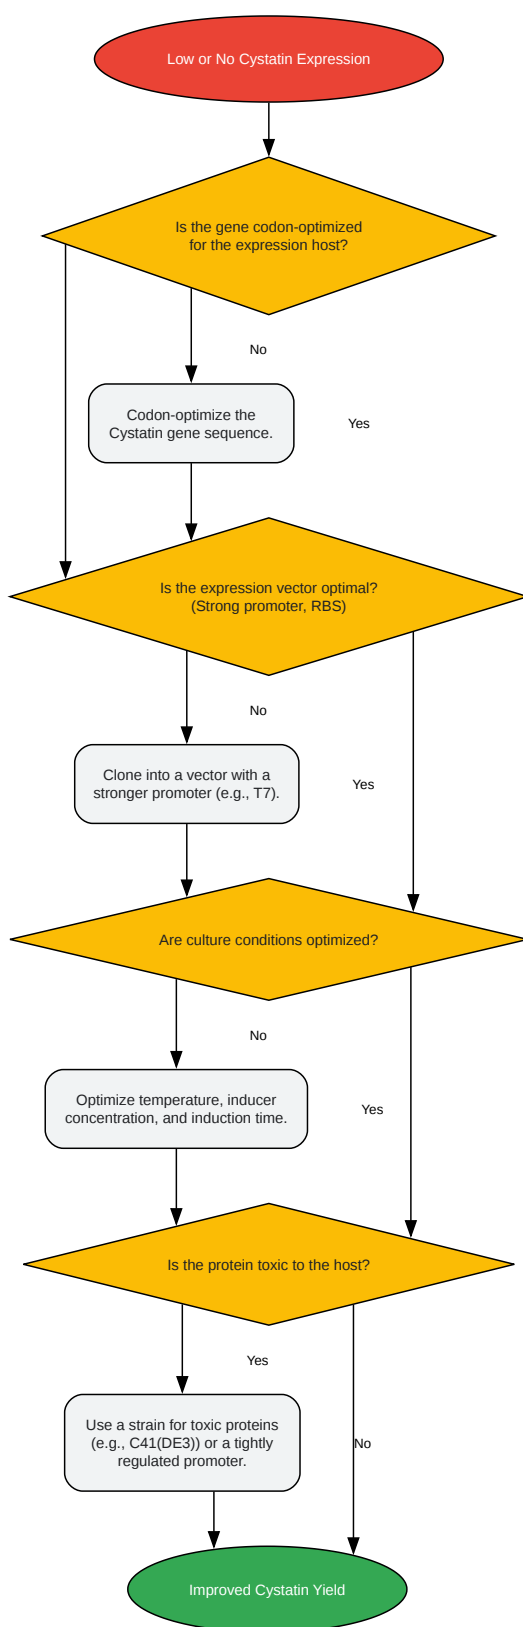 Low or No Cystatin Expression
Is the gene codon-optimized
for the expression host?
No
Codon-optimize the
Cystatin gene sequence.
Yes
Is the expression vector optimal?
(Strong promoter, RBS)
No
Clone into a vector with a
stronger promoter (e.g., T7).
Yes
Are culture conditions optimized?
No
Optimize temperature, inducer
concentration, and induction time.
Yes
Is the protein toxic to the host?
Yes
Use a strain for toxic proteins
(e.g., C41(DE3)) or a tightly
regulated promoter.
No
Improved Cystatin Yield